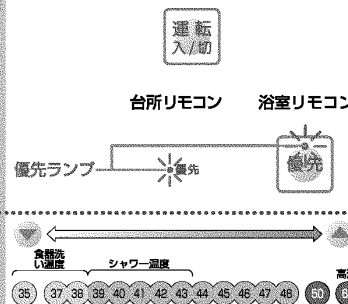 運転
入/切
台所リモコン 浴室リモコン
優先ランプ 優先 優先
食器洗
い温度 シャワー温度
35 37 38 39 40 41 42 43 44 45 46 47 48 50